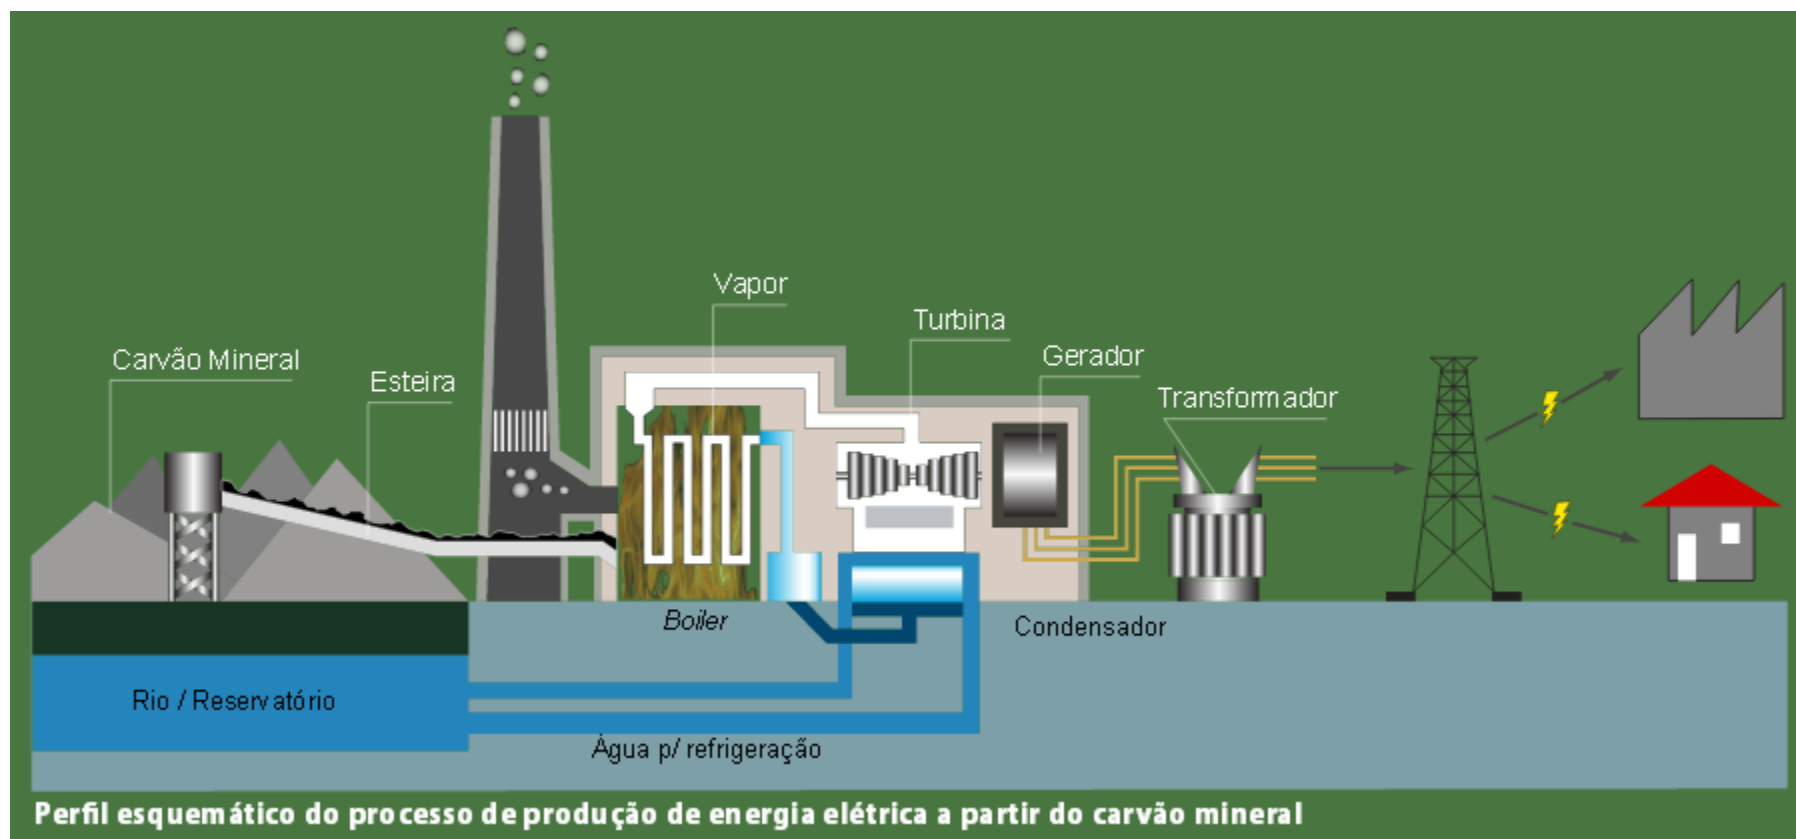 Vapor
Turbina
Carvão Mineral
Esteira
Gerador
Transformador
Boiler
Condensador
Rio / Reservatório
Água p/ refrigeração
Perfil esquemático do processo de produção de energia elétrica a partir do carvão mineral